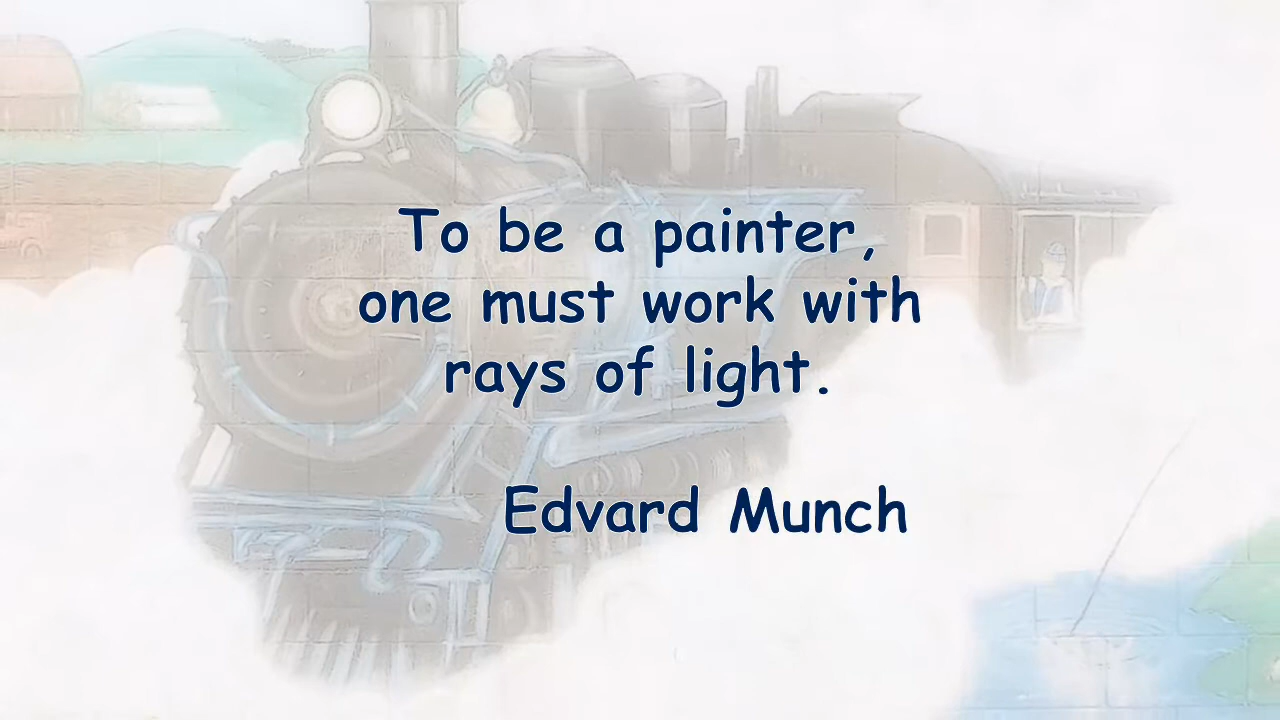 To be a painter,
one must work with
rays of light.
Edvard Munch